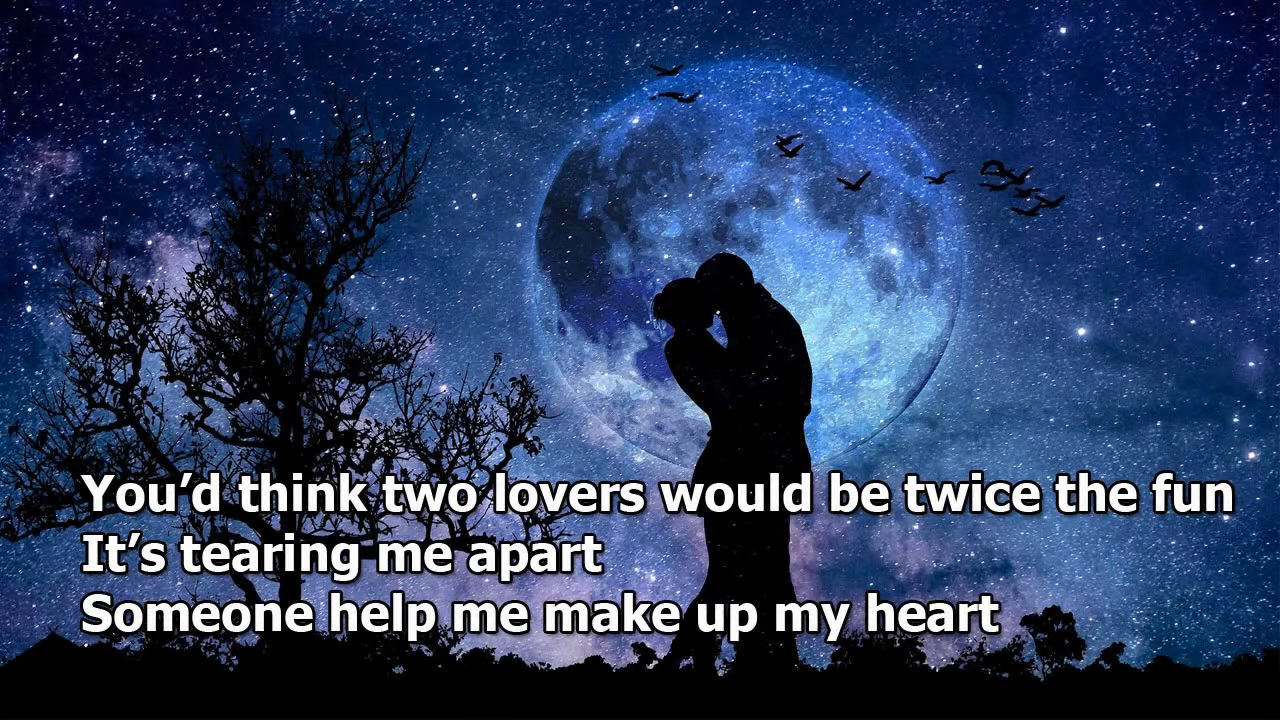 You’d think two lovers would be twice the fun
It’s tearing me apart
Someone help me make up my heart